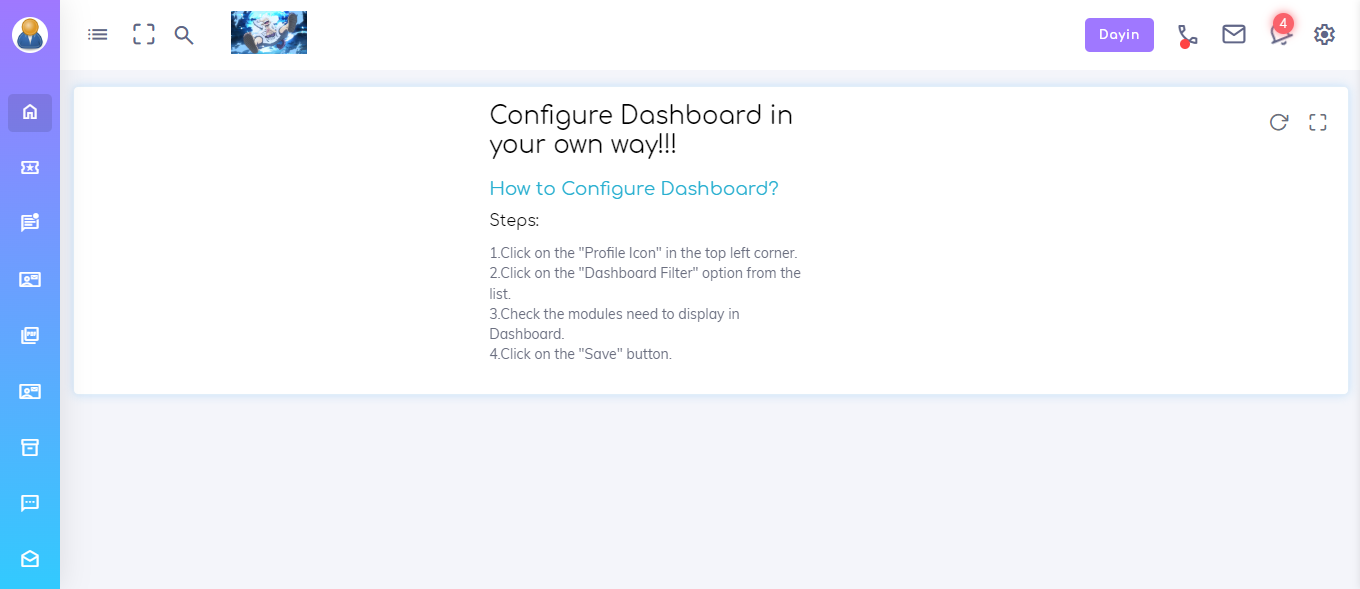 Dayin
4
Configure Dashboard in
your own way!!!
How to Configure Dashboard?
Steps:
1.Click on the "Profile Icon" in the top left corner.
2.Click on the "Dashboard Filter" option from the
list.
3.Check the modules need to display in
Dashboard.
4.Click on the "Save" button.
PDF